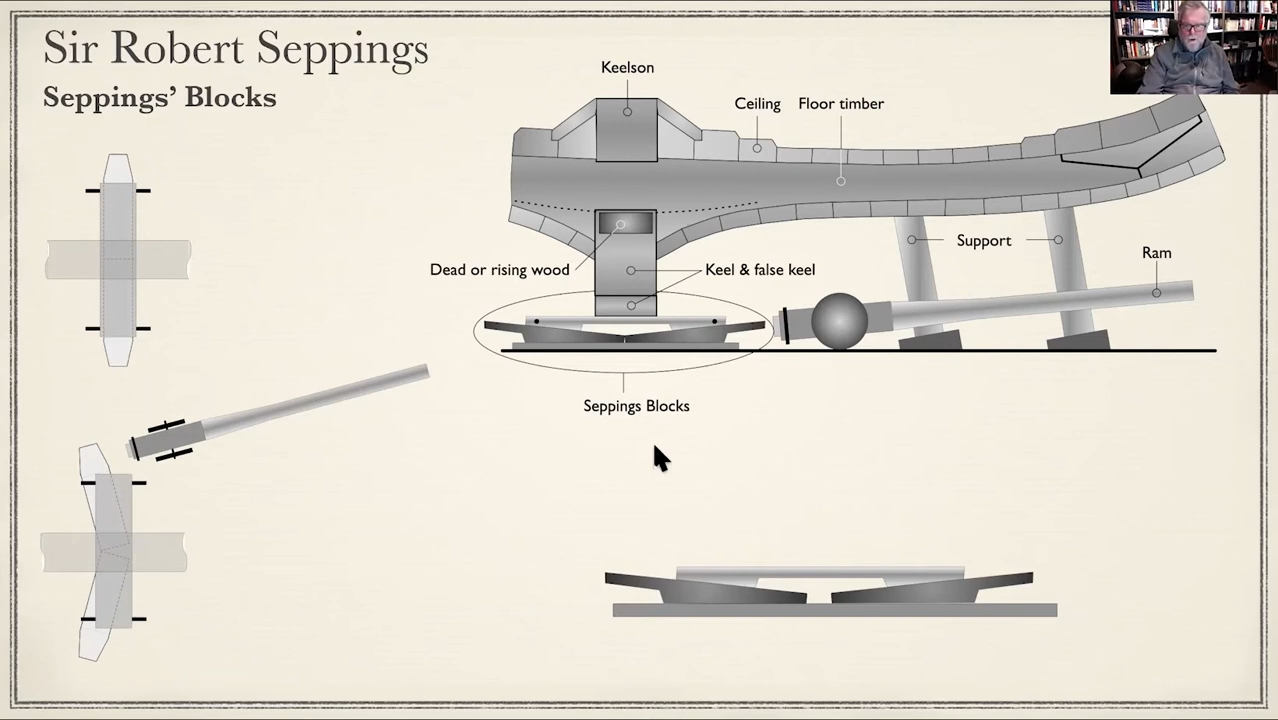 Sir Robert Seppings
Seppings’ Blocks
Keelson
Ceiling
Floor timber
Support
Ram
Dead or rising wood
Keel & false keel
Seppings Blocks